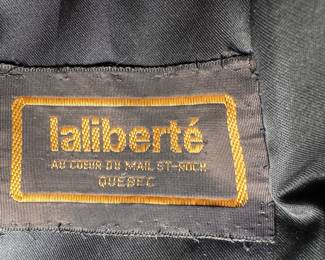 laliberté
AU COEUR DU MAIL ST-ROCH
QUÉBEC